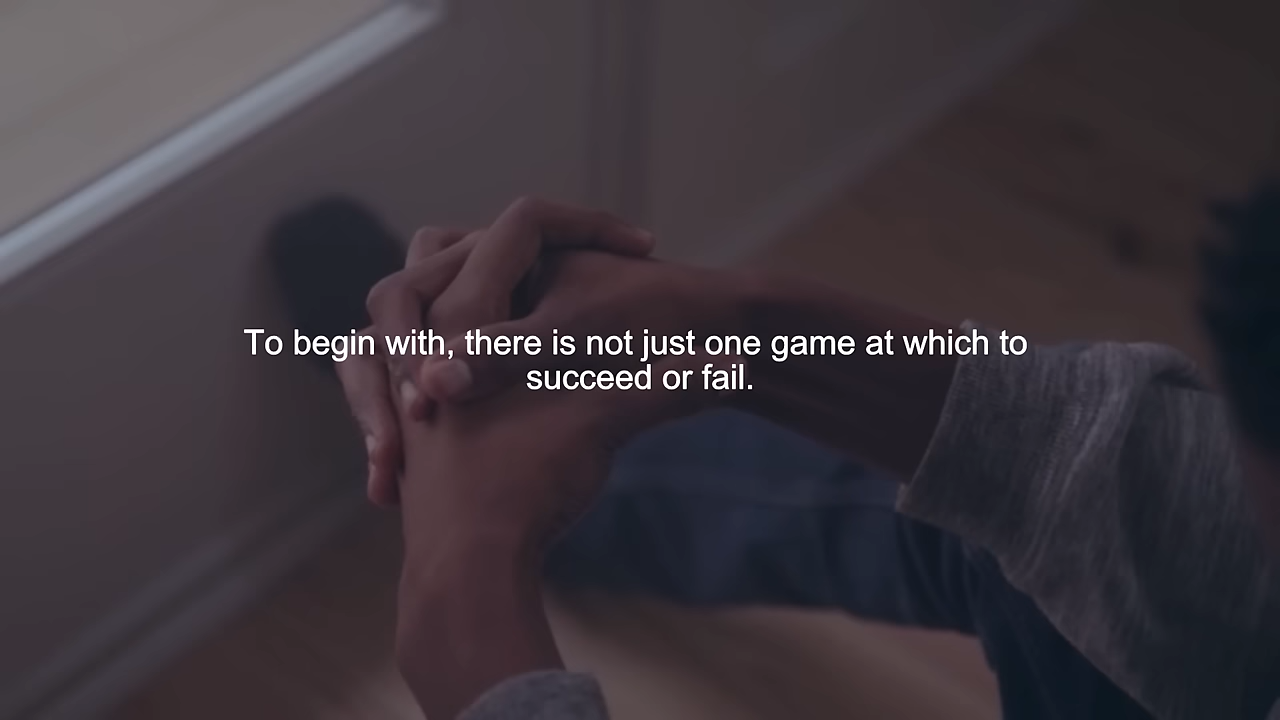 To begin with, there is not just one game at which to
succeed or fail.